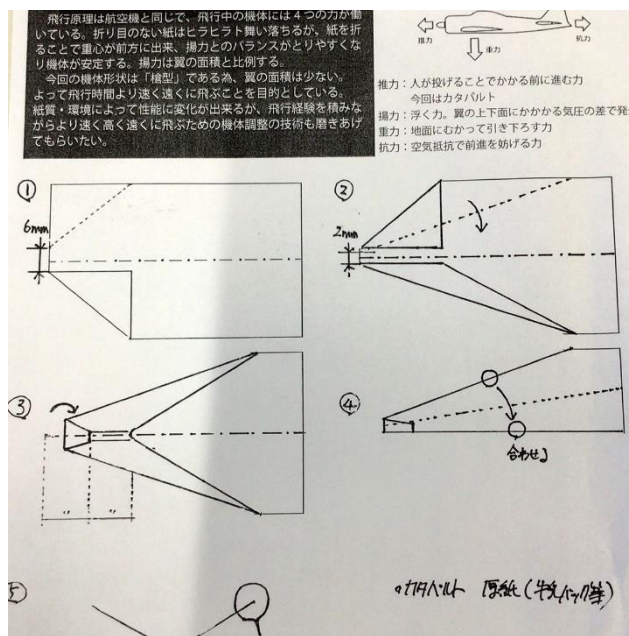 飛行原理は航空機と同じで、飛行中の機体には4つの力が働
いている。折り目のない紙はヒラヒラト舞い落ちるが、紙を折
ることで重心が前方に出来、揚力とのバランスがとりやすくな
り機体が安定する。揚力は翼の面積と比例する。
今回の機体形状は「槍型」である為、翼の面積は少ない。
よって飛行時間より速く遠くに飛ぶことを目的としている。
紙質・環境によって性能に変化が出来るが、飛行経験を積みな
がらより速く高く遠くに飛ぶための機体調整の技術も磨きあげ
てもらいたい。
推力
重力
抗力
推力：人が投げることでかかる前に進む力
今回はカタパルト
揚力：浮く力。翼の上下面にかかかる気圧の差で発
重力：地面にむかって引き下ろす力
抗力：空気抵抗で前進を妨げる力
①
6mm
②
2mm
③
〃
〃
④
合わせる
⑤
カタパルト 厚紙(牛乳パック等)